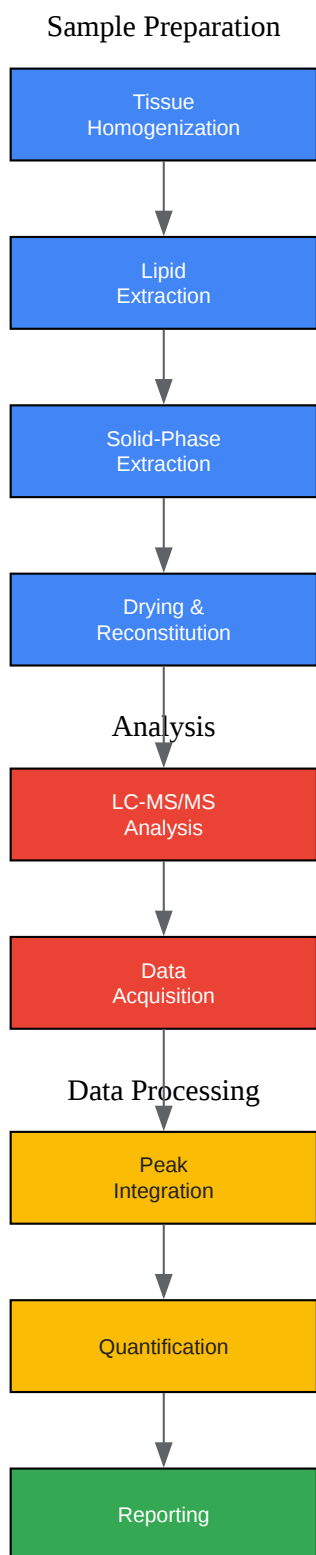 Sample Preparation
Tissue
Homogenization
Lipid
Extraction
Solid-Phase
Extraction
Drying &
Reconstitution
Analysis
LC-MS/MS
Analysis
Data
Acquisition
Data Processing
Peak
Integration
Quantification
Reporting